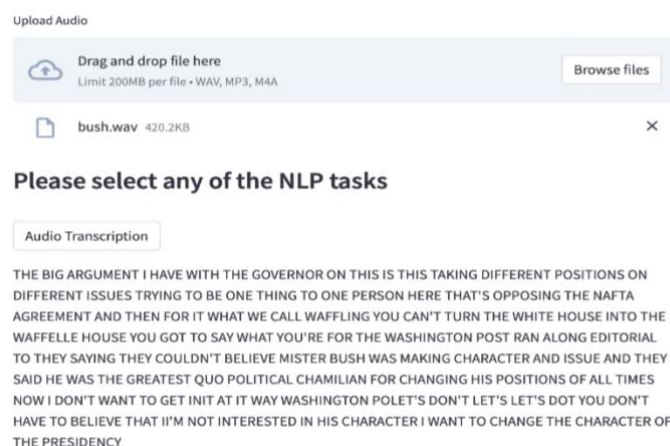 Upload Audio
Drag and drop file here
Limit 200MB per file • WAV, MP3, M4A
Browse files
bush.wav 420.2KB
Please select any of the NLP tasks
Audio Transcription
THE BIG ARGUMENT I HAVE WITH THE GOVERNOR ON THIS IS THIS TAKING DIFFERENT POSITIONS ON
DIFFERENT ISSUES TRYING TO BE ONE THING TO ONE PERSON HERE THAT'S OPPOSING THE NAFTA
AGREEMENT AND THEN FOR IT WHAT WE CALL WAFFLING YOU CAN'T TURN THE WHITE HOUSE INTO THE
WAFFELLE HOUSE YOU GOT TO SAY WHAT YOU'RE FOR THE WASHINGTON POST RAN ALONG EDITORIAL
TO THEY SAYING THEY COULDN'T BELIEVE MISTER BUSH WAS MAKING CHARACTER AND ISSUE AND THEY
SAID HE WAS THE GREATEST QUO POLITICAL CHAMILIAN FOR CHANGING HIS POSITIONS OF ALL TIMES
NOW I DON'T WANT TO GET INIT AT IT WAY WASHINGTON POLET'S DON'T LET'S LET'S DOT YOU DON'T
HAVE TO BELIEVE THAT II'M NOT INTERESTED IN HIS CHARACTER I WANT TO CHANGE THE CHARACTER OF
THE PRESIDENCY